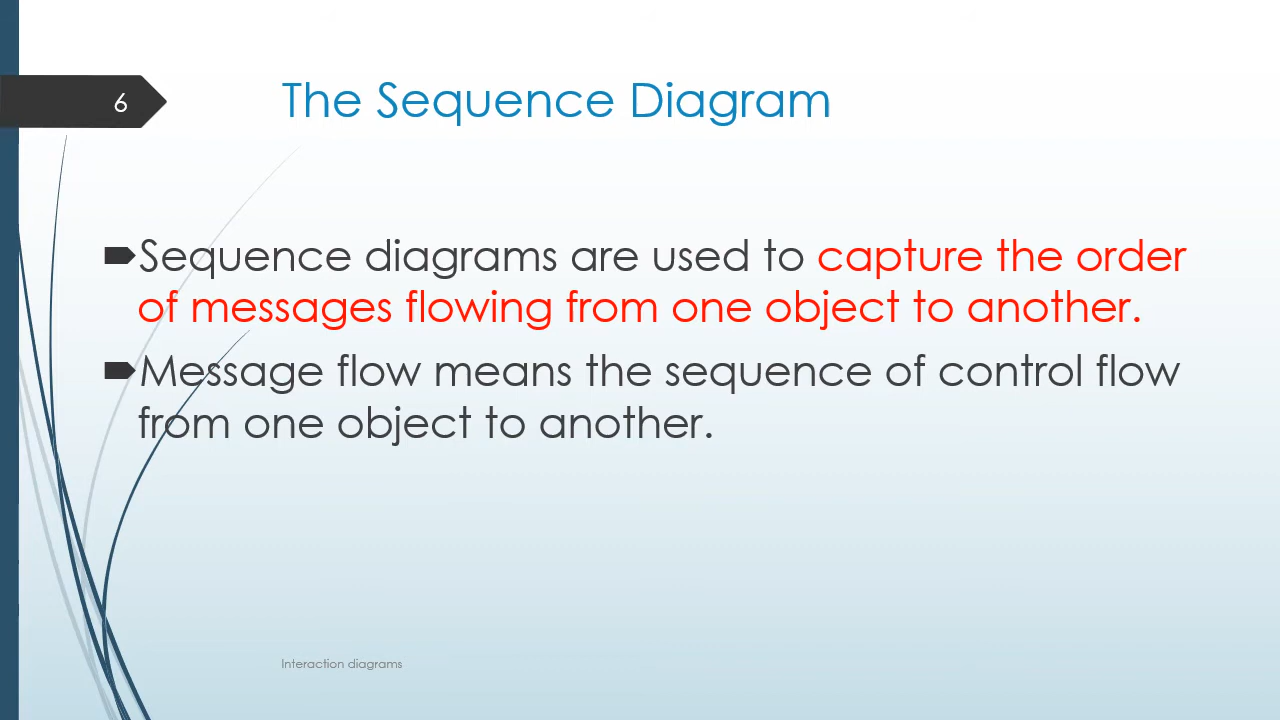 6
The Sequence Diagram
Sequence diagrams are used to capture the order
of messages flowing from one object to another.
Message flow means the sequence of control flow
from one object to another.
Interaction diagrams